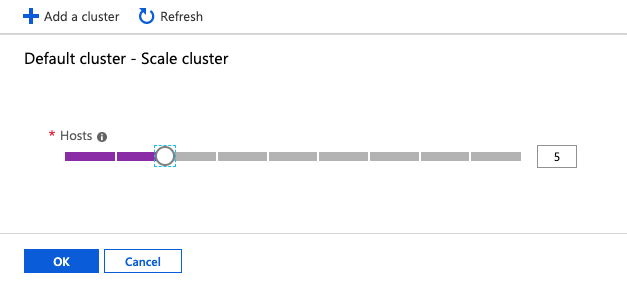 Add a cluster Refresh
Default cluster - Scale cluster
* Hosts
5
OK Cancel